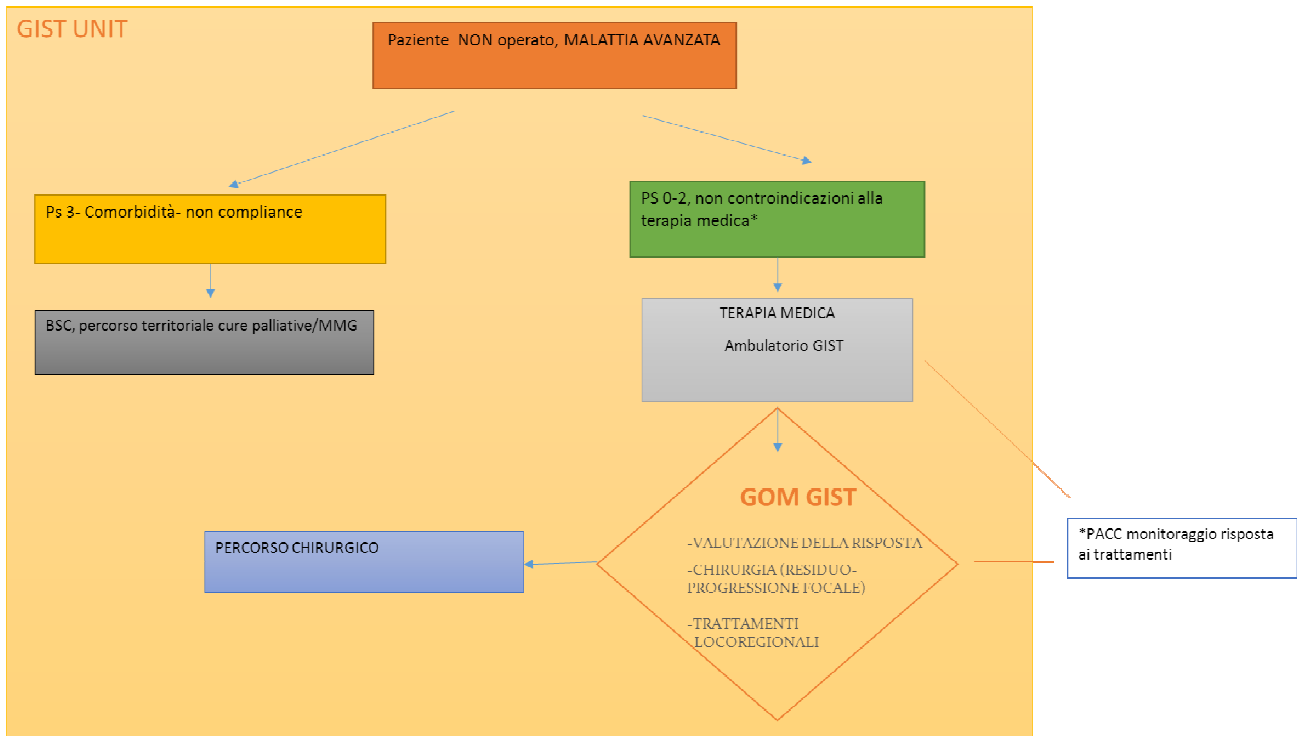 GIST UNIT
Paziente NON operato, MALATTIA AVANZATA
Ps 3- Comorbidità- non compliance
PS 0-2, non controindicazioni alla
terapia medica*
BSC, percorso territoriale cure palliative/MMG
TERAPIA MEDICA
Ambulatorio GIST
GOM GIST
-VALUTAZIONE DELLA RISPOSTA
-CHIRURGIA (RESIDUO-
PROGRESSIONE FOCALE)
-TRATTAMENTI
LOCOREGIONALI
PERCORSO CHIRURGICO
*PACC monitoraggio risposta
ai trattamenti